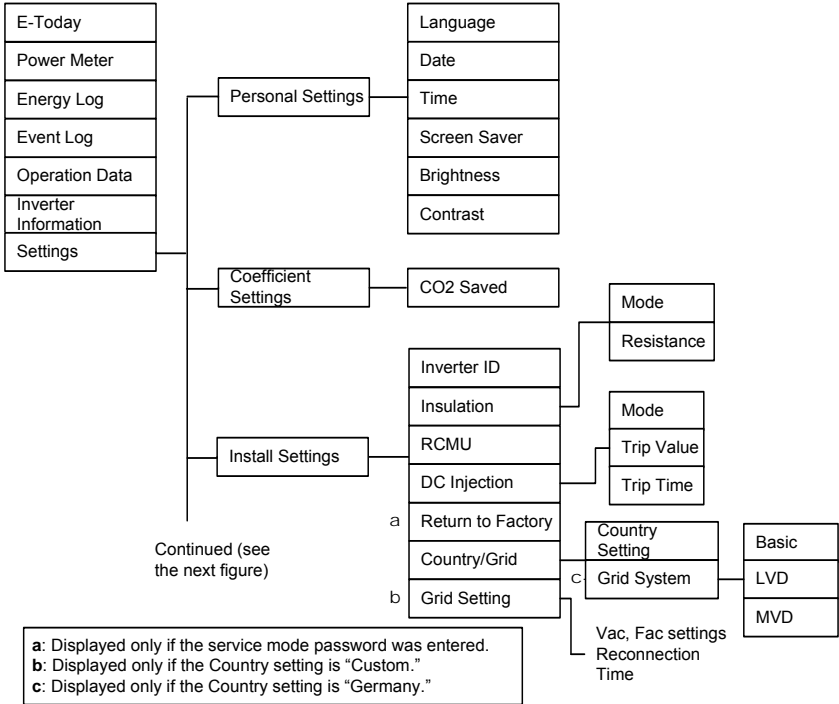 E-Today
Power Meter
Energy Log
Event Log
Operation Data
Inverter
Information
Settings
Personal Settings
Language
Date
Time
Screen Saver
Brightness
Contrast
Coefficient
Settings
CO2 Saved
Install Settings
Inverter ID
Insulation
RCMU
DC Injection
a Return to Factory
Country/Grid
b Grid Setting
Mode
Resistance
Mode
Trip Value
Trip Time
Country
Setting
c Grid System
Basic
LVD
MVD
Vac, Fac settings
Reconnection
Time
Continued (see
the next figure)
a: Displayed only if the service mode password was entered.
b: Displayed only if the Country setting is “Custom.”
c: Displayed only if the Country setting is “Germany.”